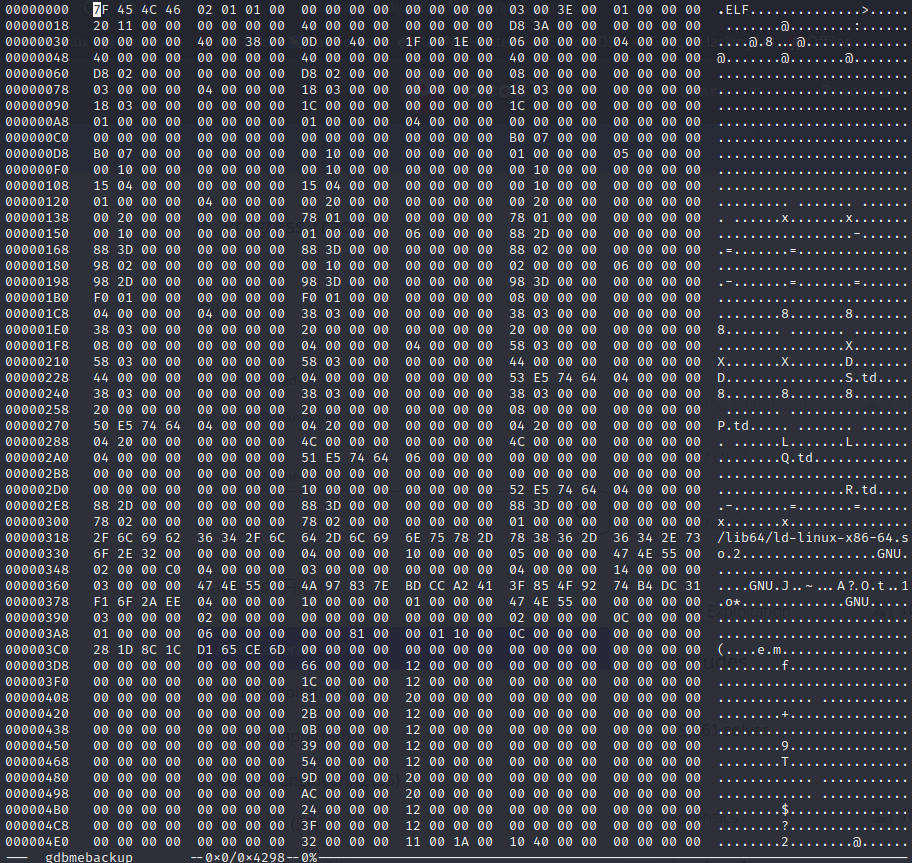 00000000 7F 45 4C 46 02 01 01 00 00 00 00 00 00 00 00 00 03 00 3E 00 01 00 00 00 .ELF..............>.....
00000018 20 11 00 00 00 00 00 00 40 00 00 00 00 00 00 00 D8 3A 00 00 00 00 00 00  .......@........:......
00000030 00 00 00 00 40 00 38 00 0D 00 40 00 1F 00 1E 00 06 00 00 00 04 00 00 00 ....@.8...@.............
00000048 40 00 00 00 00 00 00 00 40 00 00 00 00 00 00 00 40 00 00 00 00 00 00 00 @.......@.......@.......
00000060 D8 02 00 00 00 00 00 00 D8 02 00 00 00 00 00 00 08 00 00 00 00 00 00 00 ........................
00000078 03 00 00 00 04 00 00 00 18 03 00 00 00 00 00 00 18 03 00 00 00 00 00 00 ........................
00000090 18 03 00 00 00 00 00 00 1C 00 00 00 00 00 00 00 1C 00 00 00 00 00 00 00 ........................
000000A8 01 00 00 00 00 00 00 00 01 00 00 00 04 00 00 00 00 00 00 00 00 00 00 00 ........................
000000C0 00 00 00 00 00 00 00 00 00 00 00 00 00 00 00 00 B0 07 00 00 00 00 00 00 ........................
000000D8 B0 07 00 00 00 00 00 00 00 10 00 00 00 00 00 00 01 00 00 00 05 00 00 00 ........................
000000F0 00 10 00 00 00 00 00 00 00 10 00 00 00 00 00 00 00 10 00 00 00 00 00 00 ........................
00000108 15 04 00 00 00 00 00 00 15 04 00 00 00 00 00 00 00 10 00 00 00 00 00 00 ........................
00000120 01 00 00 00 04 00 00 00 00 20 00 00 00 00 00 00 00 20 00 00 00 00 00 00 ......... ....... ......
00000138 00 20 00 00 00 00 00 00 78 01 00 00 00 00 00 00 78 01 00 00 00 00 00 00 . ......x.......x.......
00000150 00 10 00 00 00 00 00 00 01 00 00 00 06 00 00 00 88 2D 00 00 00 00 00 00 .................-......
00000168 88 3D 00 00 00 00 00 00 88 3D 00 00 00 00 00 00 88 02 00 00 00 00 00 00 .=.......=..............
00000180 98 02 00 00 00 00 00 00 00 10 00 00 00 00 00 00 02 00 00 00 06 00 00 00 ........................
00000198 98 2D 00 00 00 00 00 00 98 3D 00 00 00 00 00 00 98 3D 00 00 00 00 00 00 .-.......=.......=......
000001B0 F0 01 00 00 00 00 00 00 F0 01 00 00 00 00 00 00 08 00 00 00 00 00 00 00 ........................
000001C8 04 00 00 00 04 00 00 00 38 03 00 00 00 00 00 00 38 03 00 00 00 00 00 00 ........8.......8.......
000001E0 38 03 00 00 00 00 00 00 20 00 00 00 00 00 00 00 20 00 00 00 00 00 00 00 8....... ....... .......
000001F8 08 00 00 00 00 00 00 00 04 00 00 00 04 00 00 00 58 03 00 00 00 00 00 00 ................X.......
00000210 58 03 00 00 00 00 00 00 58 03 00 00 00 00 00 00 44 00 00 00 00 00 00 00 X.......X.......D.......
00000228 44 00 00 00 00 00 00 00 04 00 00 00 00 00 00 00 53 E5 74 64 04 00 00 00 D...............S.td....
00000240 38 03 00 00 00 00 00 00 38 03 00 00 00 00 00 00 38 03 00 00 00 00 00 00 8.......8.......8.......
00000258 20 00 00 00 00 00 00 00 20 00 00 00 00 00 00 00 08 00 00 00 00 00 00 00  ....... ...............
00000270 50 E5 74 64 04 00 00 00 04 20 00 00 00 00 00 00 04 20 00 00 00 00 00 00 P.td..... ....... ......
00000288 04 20 00 00 00 00 00 00 4C 00 00 00 00 00 00 00 4C 00 00 00 00 00 00 00 . ......L.......L.......
000002A0 04 00 00 00 00 00 00 00 51 E5 74 64 06 00 00 00 00 00 00 00 00 00 00 00 ........Q.td............
000002B8 00 00 00 00 00 00 00 00 00 00 00 00 00 00 00 00 00 00 00 00 00 00 00 00 ........................
000002D0 00 00 00 00 00 00 00 00 10 00 00 00 00 00 00 00 52 E5 74 64 04 00 00 00 ................R.td....
000002E8 88 2D 00 00 00 00 00 00 88 3D 00 00 00 00 00 00 88 3D 00 00 00 00 00 00 .-.......=.......=......
00000300 78 02 00 00 00 00 00 00 78 02 00 00 00 00 00 00 01 00 00 00 00 00 00 00 x.......x...............
00000318 2F 6C 69 62 36 34 2F 6C 64 2D 6C 69 6E 75 78 2D 78 38 36 2D 36 34 2E 73 /lib64/ld-linux-x86-64.s
00000330 6F 2E 32 00 00 00 00 00 04 00 00 00 10 00 00 00 05 00 00 00 47 4E 55 00 o.2.................GNU.
00000348 02 00 00 C0 04 00 00 00 03 00 00 00 00 00 00 00 04 00 00 00 14 00 00 00 ........................
00000360 03 00 00 00 47 4E 55 00 4A 97 83 7E BD CC A2 41 3F 85 4F 92 74 B4 DC 31 ....GNU.J..~...A?.O.t..1
00000378 F1 6F 2A EE 04 00 00 00 10 00 00 00 01 00 00 00 47 4E 55 00 00 00 00 00 .o*.............GNU.....
00000390 03 00 00 00 02 00 00 00 00 00 00 00 00 00 00 00 02 00 00 00 0C 00 00 00 ........................
000003A8 01 00 00 00 06 00 00 00 00 00 81 00 00 01 10 00 0C 00 00 00 00 00 00 00 ........................
000003C0 28 1D 8C 1C D1 65 CE 6D 00 00 00 00 00 00 00 00 00 00 00 00 00 00 00 00 (....e.m................
000003D8 00 00 00 00 00 00 00 00 66 00 00 00 12 00 00 00 00 00 00 00 00 00 00 00 ........f...............
000003F0 00 00 00 00 00 00 00 00 1C 00 00 00 12 00 00 00 00 00 00 00 00 00 00 00 ........................
00000408 00 00 00 00 00 00 00 00 81 00 00 00 20 00 00 00 00 00 00 00 00 00 00 00 ............ ...........
00000420 00 00 00 00 00 00 00 00 2B 00 00 00 12 00 00 00 00 00 00 00 00 00 00 00 ........+...............
00000438 00 00 00 00 00 00 00 00 0B 00 00 00 12 00 00 00 00 00 00 00 00 00 00 00 ........................
00000450 00 00 00 00 00 00 00 00 39 00 00 00 12 00 00 00 00 00 00 00 00 00 00 00 ........9...............
00000468 00 00 00 00 00 00 00 00 54 00 00 00 12 00 00 00 00 00 00 00 00 00 00 00 ........T...............
00000480 00 00 00 00 00 00 00 00 9D 00 00 00 20 00 00 00 00 00 00 00 00 00 00 00 ............ ...........
00000498 00 00 00 00 00 00 00 00 AC 00 00 00 20 00 00 00 00 00 00 00 00 00 00 00 ............ ...........
000004B0 00 00 00 00 00 00 00 00 24 00 00 00 12 00 00 00 00 00 00 00 00 00 00 00 ........$...............
000004C8 00 00 00 00 00 00 00 00 3F 00 00 00 12 00 00 00 00 00 00 00 00 00 00 00 ........?...............
000004E0 00 00 00 00 00 00 00 00 32 00 00 00 11 00 1A 00 10 40 00 00 00 00 00 00 ........2........@......
── gdbmebackup --0×0/0×4298--0%